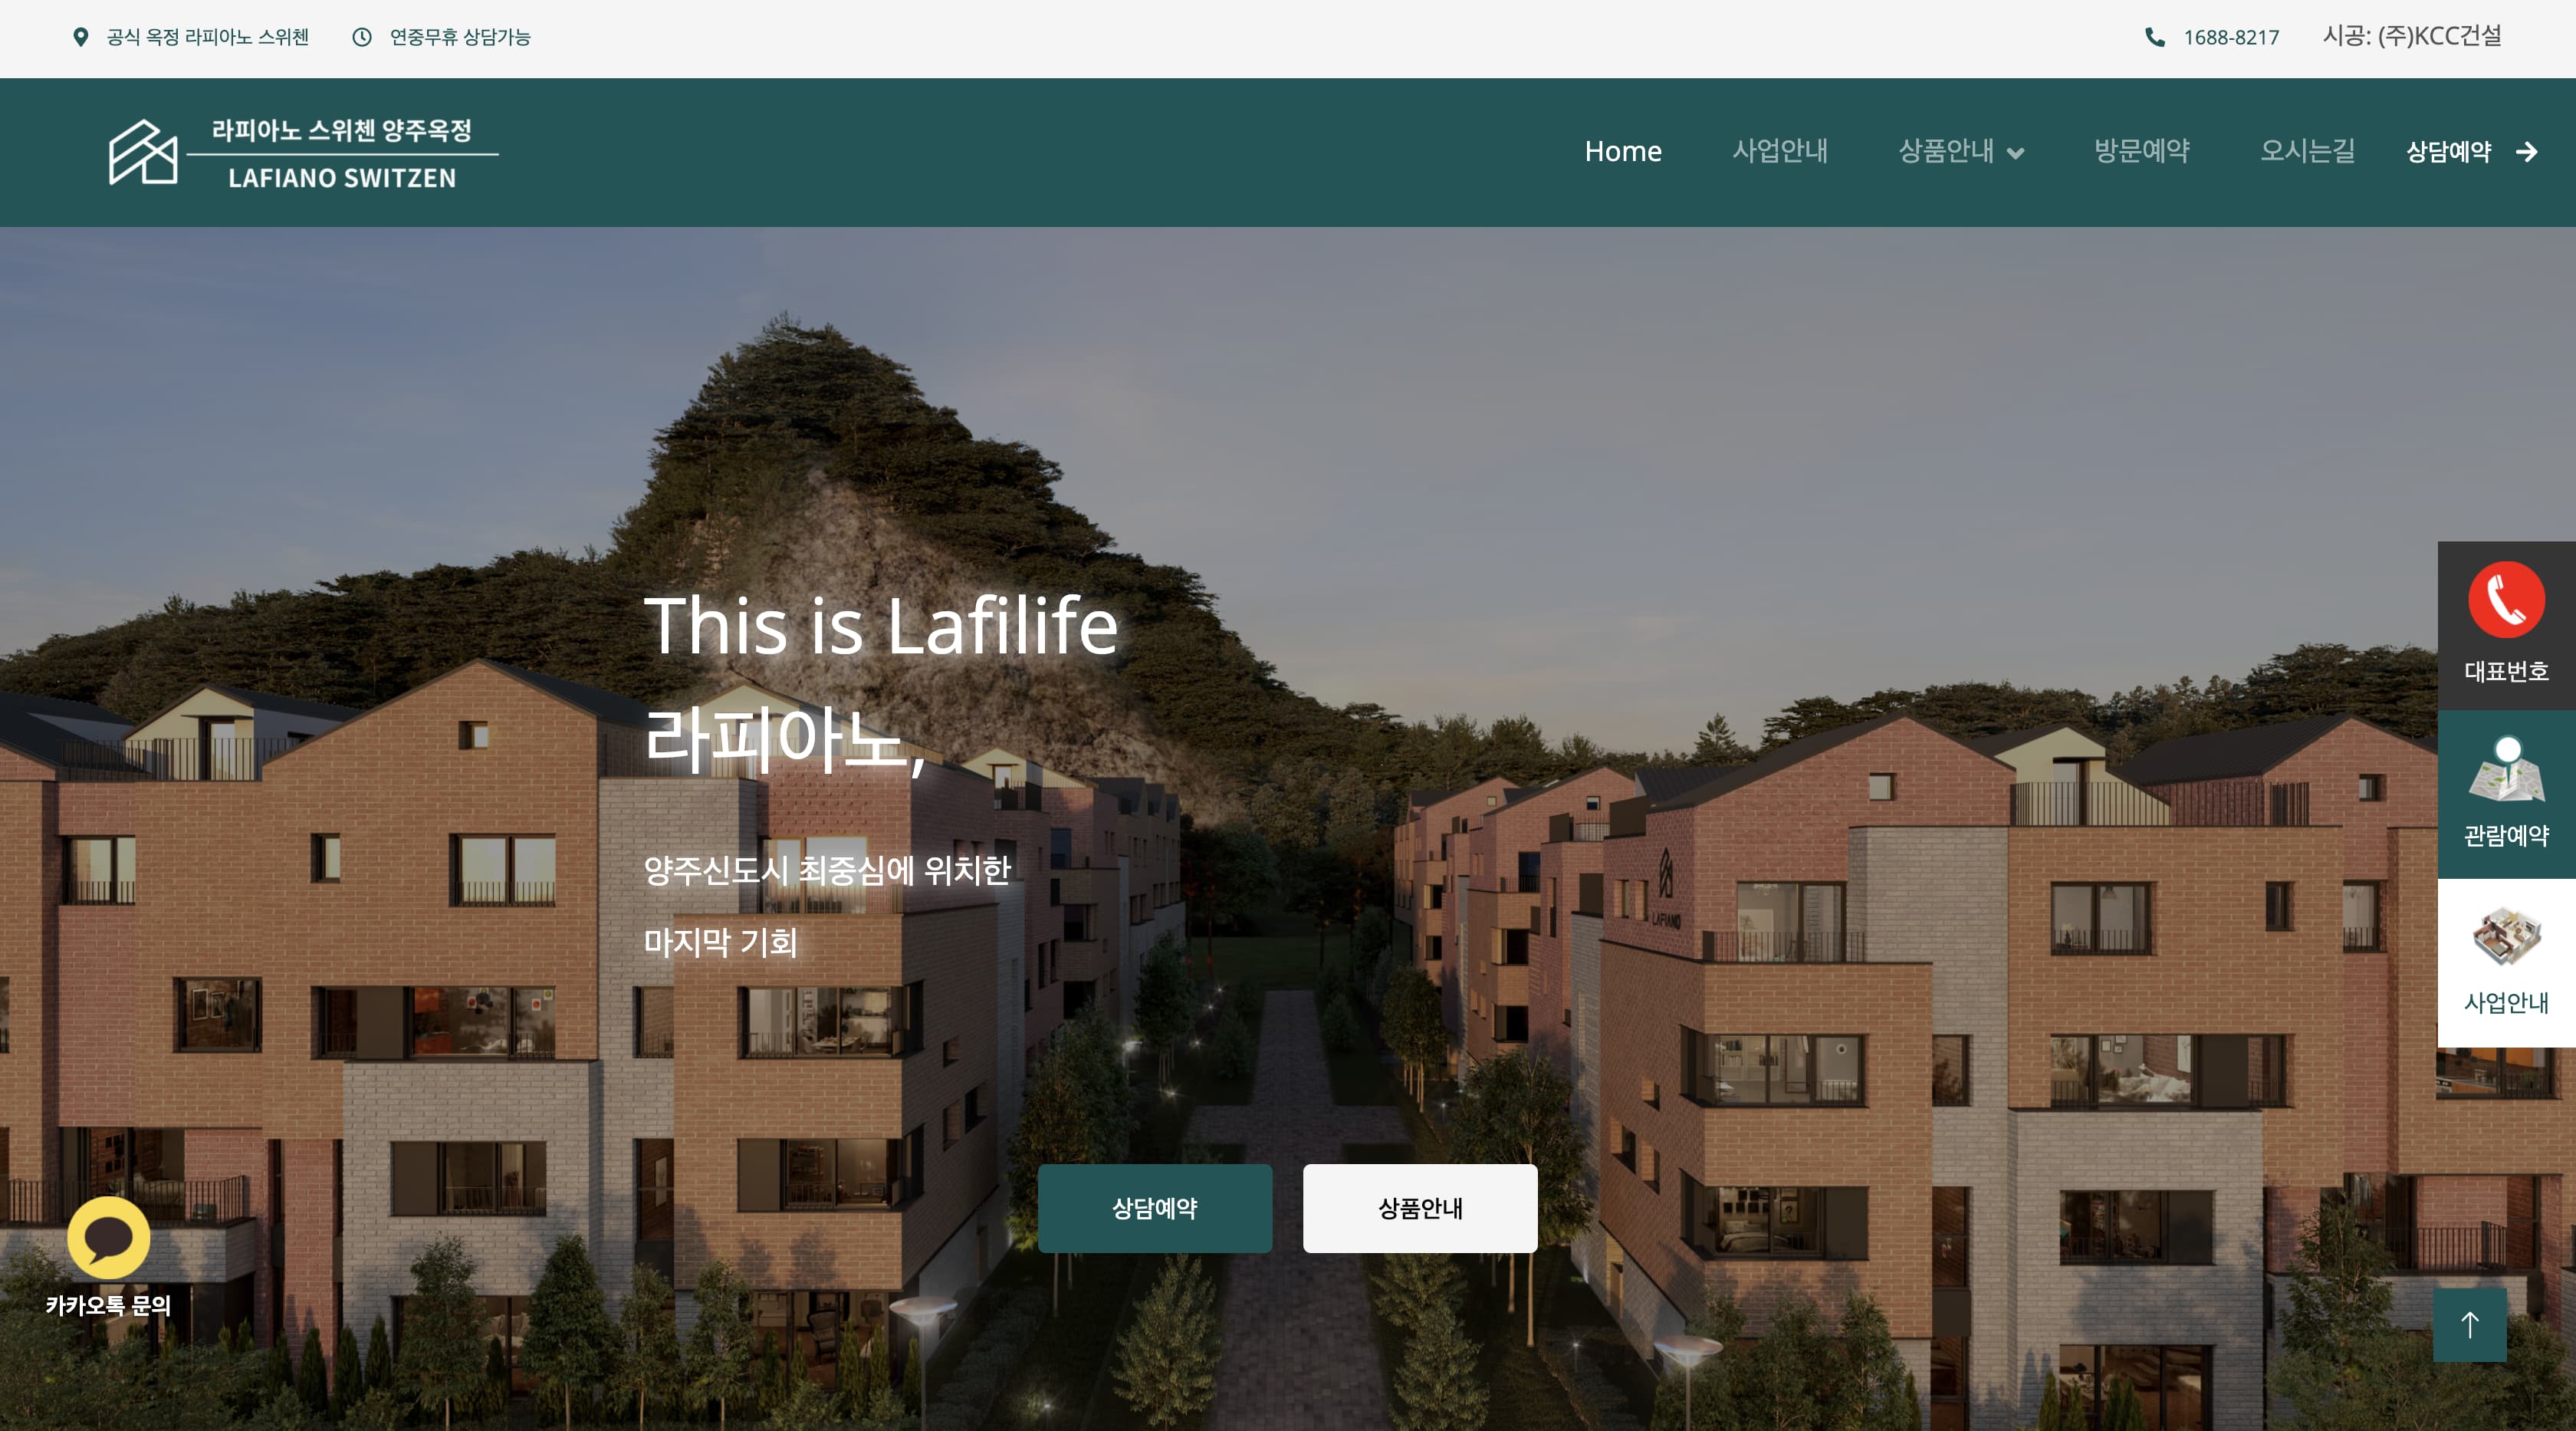 공식 옥정 라피아노 스위첸
연중무휴 상담가능
1688-8217
시공: (주)KCC건설
라피아노 스위첸 양주옥정
LAFIANO SWITZEN
Home
사업안내
상품안내
방문예약
오시는길
상담예약
This is Lafilife
라피아노,
양주신도시 최중심에 위치한
마지막 기회
대표번호
관람예약
사업안내
LAFIANO
상담예약
상품안내
카카오톡 문의